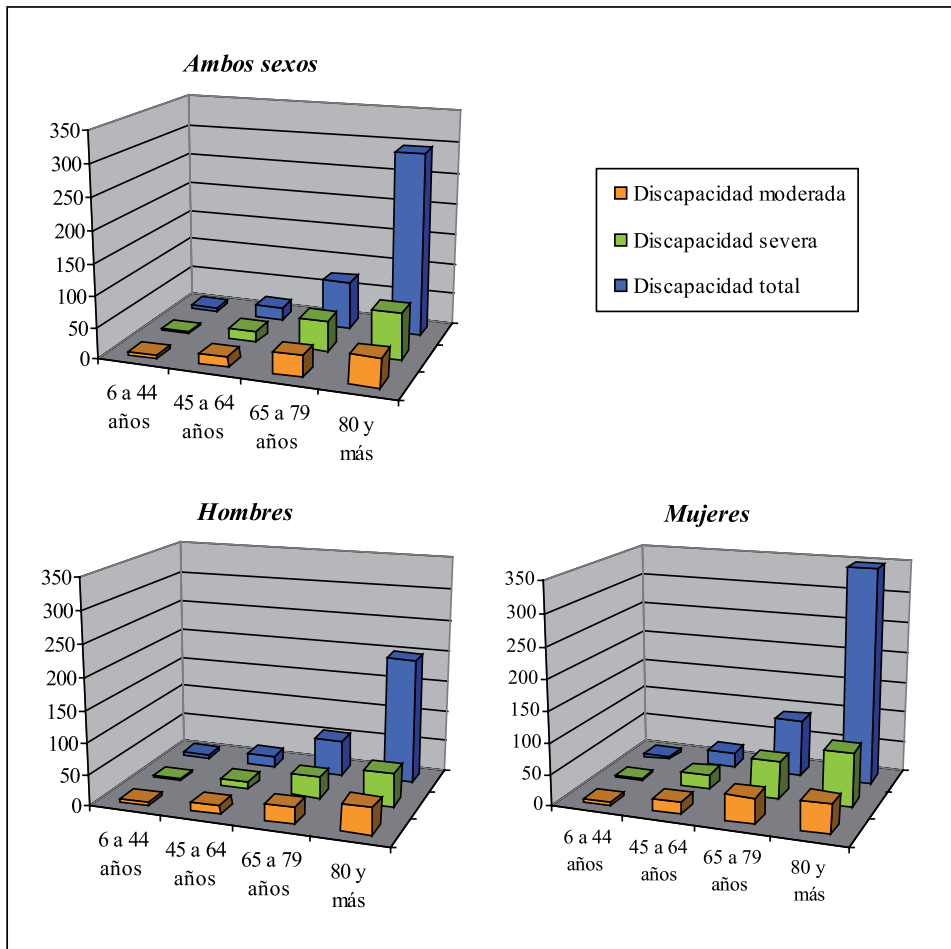 Ambos sexos
350
300
250
200
150
100
50
0
6 a 44
años
45 a 64
años
65 a 79
años
80 y
más
Discapacidad moderada
Discapacidad severa
Discapacidad total
Hombres
350
300
250
200
150
100
50
0
6 a 44
años
45 a 64
años
65 a 79
años
80 y
más
Mujeres
350
300
250
200
150
100
50
0
6 a 44
años
45 a 64
años
65 a 79
años
80 y
más